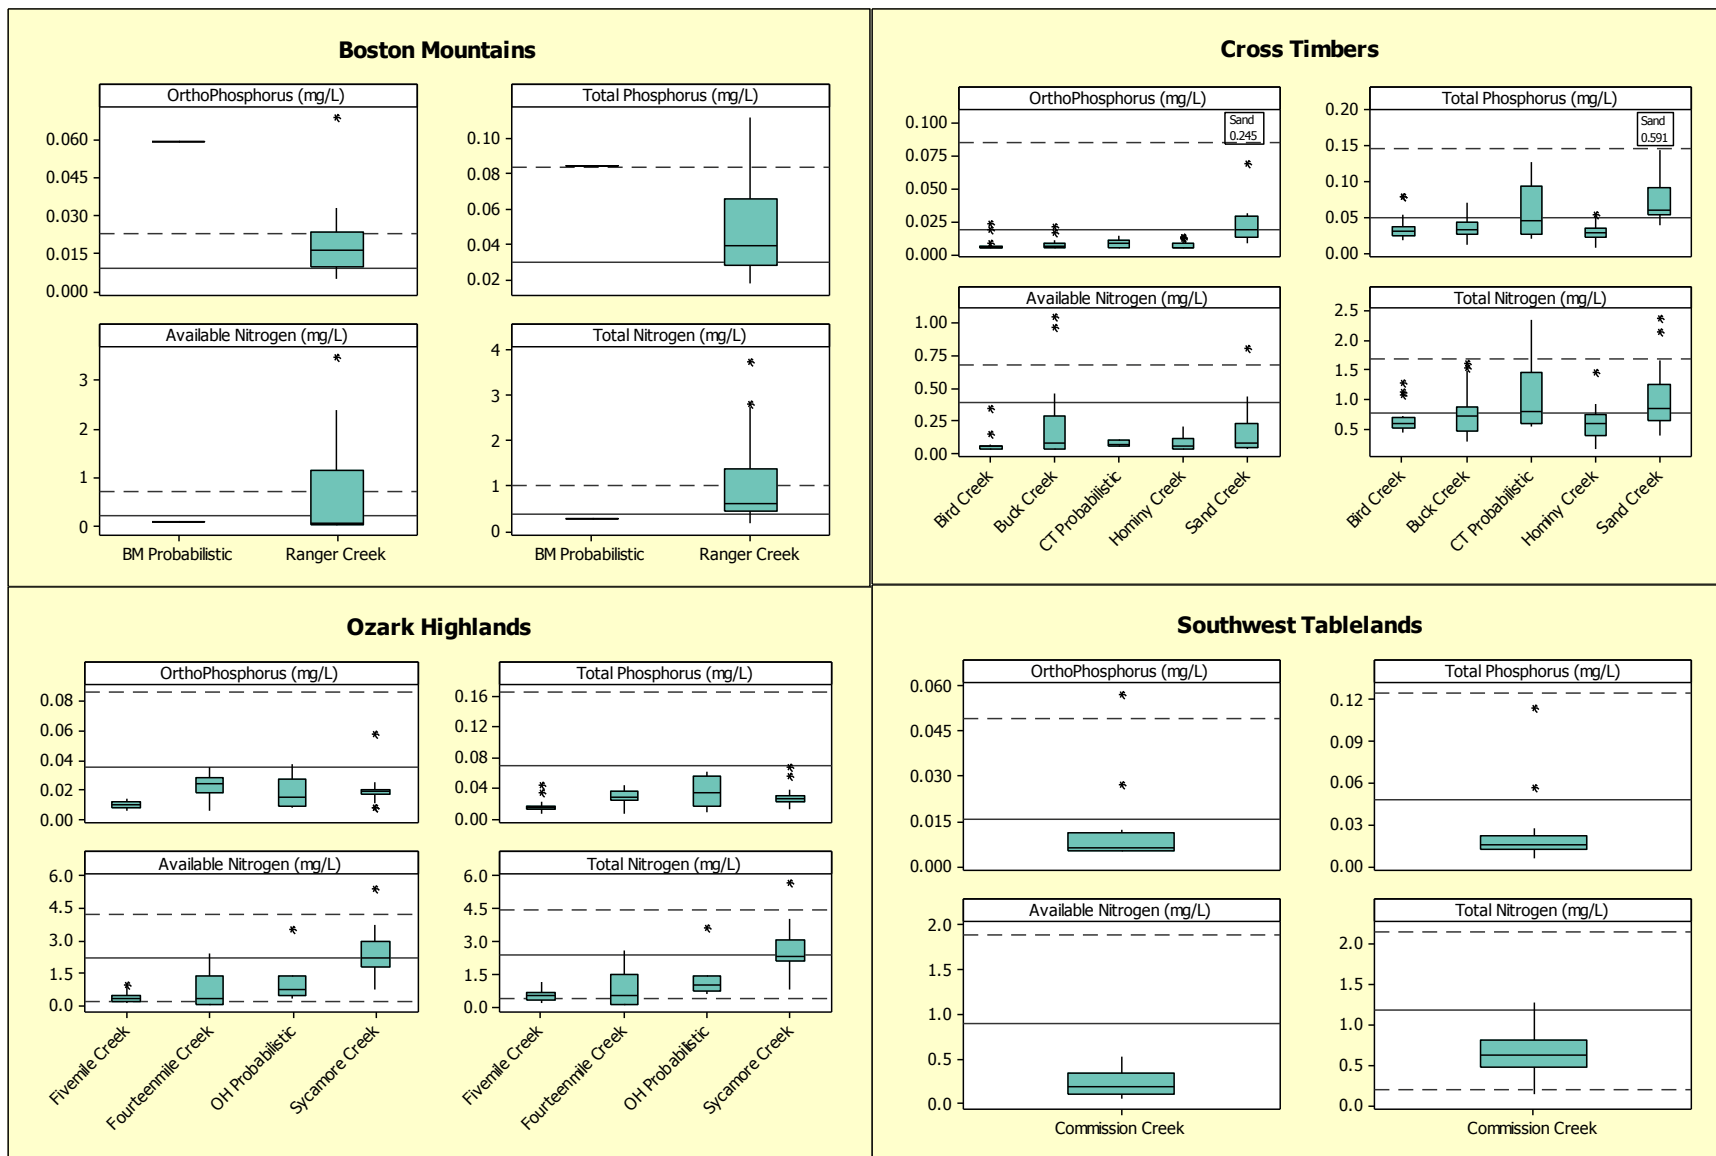 Boston Mountains
OrthoPhosphorus (mg/L)
0.060
0.045
0.030
0.015
0.000
Total Phosphorus (mg/L)
0.10
0.08
0.06
0.04
0.02
Available Nitrogen (mg/L)
3
2
1
0
BM Probabilistic Ranger Creek
Total Nitrogen (mg/L)
4
3
2
1
0
BM Probabilistic Ranger Creek
Cross Timbers
OrthoPhosphorus (mg/L)
0.100
0.075
0.050
0.025
0.000
Sand
0.245
Total Phosphorus (mg/L)
0.20
0.15
0.10
0.05
0.00
Sand
0.591
Available Nitrogen (mg/L)
1.00
0.75
0.50
0.25
0.00
Bird Creek
Buck Creek
CT Probabilistic
Hominy Creek
Sand Creek
Total Nitrogen (mg/L)
2.5
2.0
1.5
1.0
0.5
Bird Creek
Buck Creek
CT Probabilistic
Hominy Creek
Sand Creek
Ozark Highlands
OrthoPhosphorus (mg/L)
0.08
0.06
0.04
0.02
0.00
Total Phosphorus (mg/L)
0.16
0.12
0.08
0.04
0.00
Available Nitrogen (mg/L)
6.0
4.5
3.0
1.5
0.0
Fivemile Creek
Fourteenmile Creek
OH Probabilistic
Sycamore Creek
Total Nitrogen (mg/L)
6.0
4.5
3.0
1.5
0.0
Fivemile Creek
Fourteenmile Creek
OH Probabilistic
Sycamore Creek
Southwest Tablelands
OrthoPhosphorus (mg/L)
0.060
0.045
0.030
0.015
0.000
Total Phosphorus (mg/L)
0.12
0.09
0.06
0.03
0.00
Available Nitrogen (mg/L)
2.0
1.5
1.0
0.5
0.0
Commission Creek
Total Nitrogen (mg/L)
2.0
1.5
1.0
0.5
0.0
Commission Creek